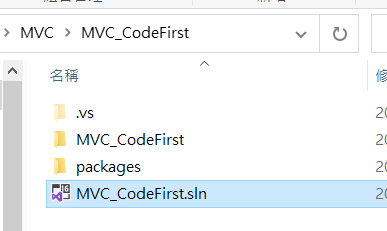 MVC > MVC_CodeFirst
名稱
.vs
MVC_CodeFirst
packages
MVC_CodeFirst.sln